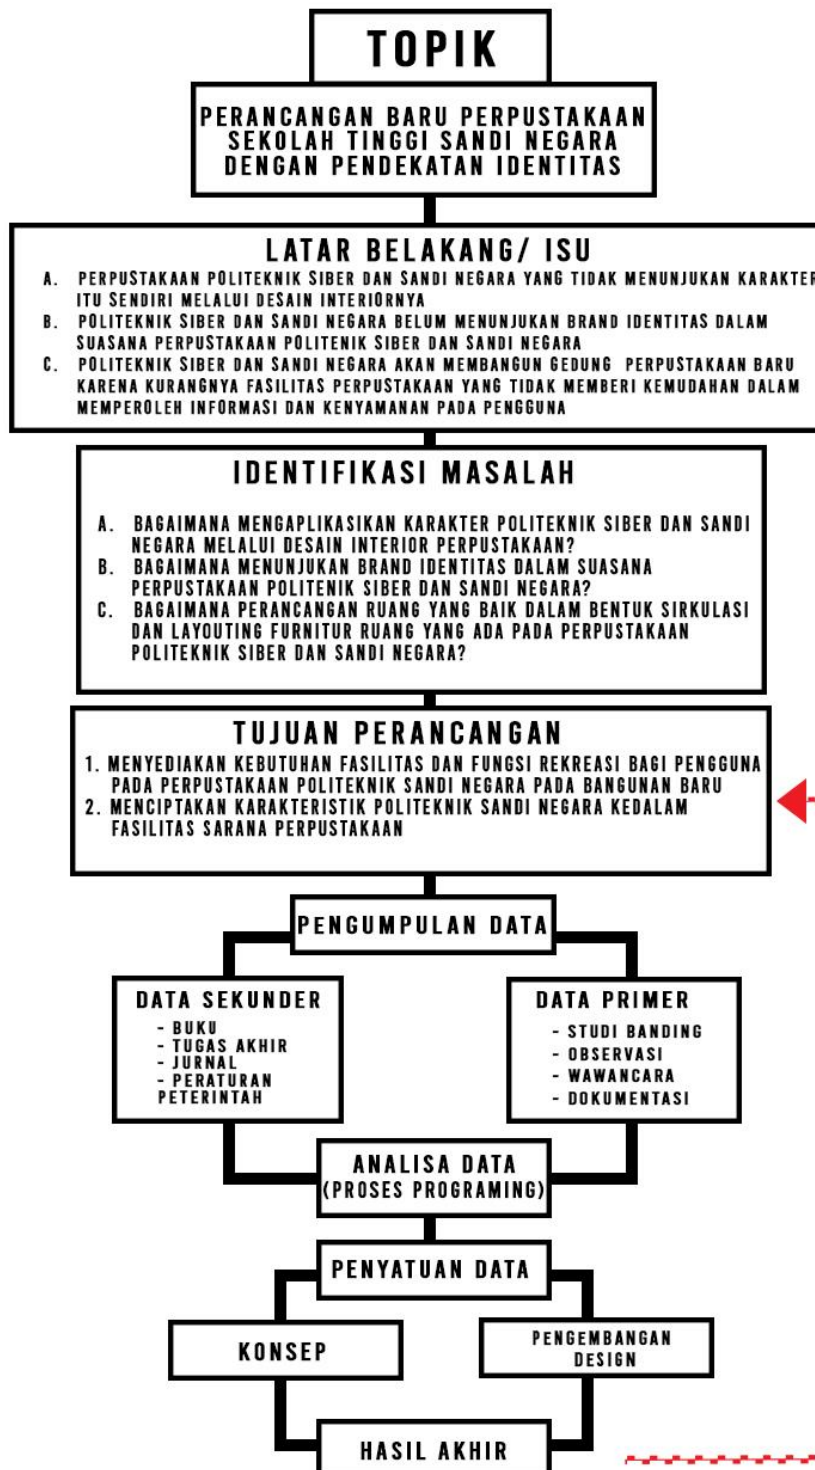 TOPIK
PERANCANGAN BARU PERPUSTAKAAN
SEKOLAH TINGGI SANDI NEGARA
DENGAN PENDEKATAN IDENTITAS
LATAR BELAKANG/ ISU
A. PERPUSTAKAAN POLITEKNIK SIBER DAN SANDI NEGARA YANG TIDAK MENUNJUKAN KARAKTER
ITU SENDIRI MELALUI DESAIN INTERIORNYA
B. POLITEKNIK SIBER DAN SANDI NEGARA BELUM MENUNJUKAN BRAND IDENTITAS DALAM
SUASANA PERPUSTAKAAN POLITENIK SIBER DAN SANDI NEGARA
C. POLITEKNIK SIBER DAN SANDI NEGARA AKAN MEMBANGUN GEDUNG PERPUSTAKAAN BARU
KARENA KURANGNYA FASILITAS PERPUSTAKAAN YANG TIDAK MEMBERI KEMUDAHAN DALAM
MEMPEROLEH INFORMASI DAN KENYAMANAN PADA PENGGUNA
IDENTIFIKASI MASALAH
A. BAGAIMANA MENGAPLIKASIKAN KARAKTER POLITEKNIK SIBER DAN SANDI
NEGARA MELALUI DESAIN INTERIOR PERPUSTAKAAN?
B. BAGAIMANA MENUNJUKAN BRAND IDENTITAS DALAM SUASANA
PERPUSTAKAAN POLITENIK SIBER DAN SANDI NEGARA?
C. BAGAIMANA PERANCANGAN RUANG YANG BAIK DALAM BENTUK SIRKULASI
DAN LAYOUTING FURNITUR RUANG YANG ADA PADA PERPUSTAKAAN
POLITEKNIK SIBER DAN SANDI NEGARA?
TUJUAN PERANCANGAN
1. MENYEDIAKAN KEBUTUHAN FASILITAS DAN FUNGSI REKREASI BAGI PENGGUNA
PADA PERPUSTAKAAN POLITEKNIK SANDI NEGARA PADA BANGUNAN BARU
2. MENCIPTAKAN KARAKTERISTIK POLITEKNIK SANDI NEGARA KEDALAM
FASILITAS SARANA PERPUSTAKAAN
PENGUMPULAN DATA
DATA SEKUNDER
- BUKU
- TUGAS AKHIR
- JURNAL
- PERATURAN
PETERINTAH
DATA PRIMER
- STUDI BANDING
- OBSERVASI
- WAWANCARA
- DOKUMENTASI
ANALISA DATA
(PROSES PROGRAMING)
PENYATUAN DATA
KONSEP
PENGEMBANGAN
DESIGN
HASIL AKHIR